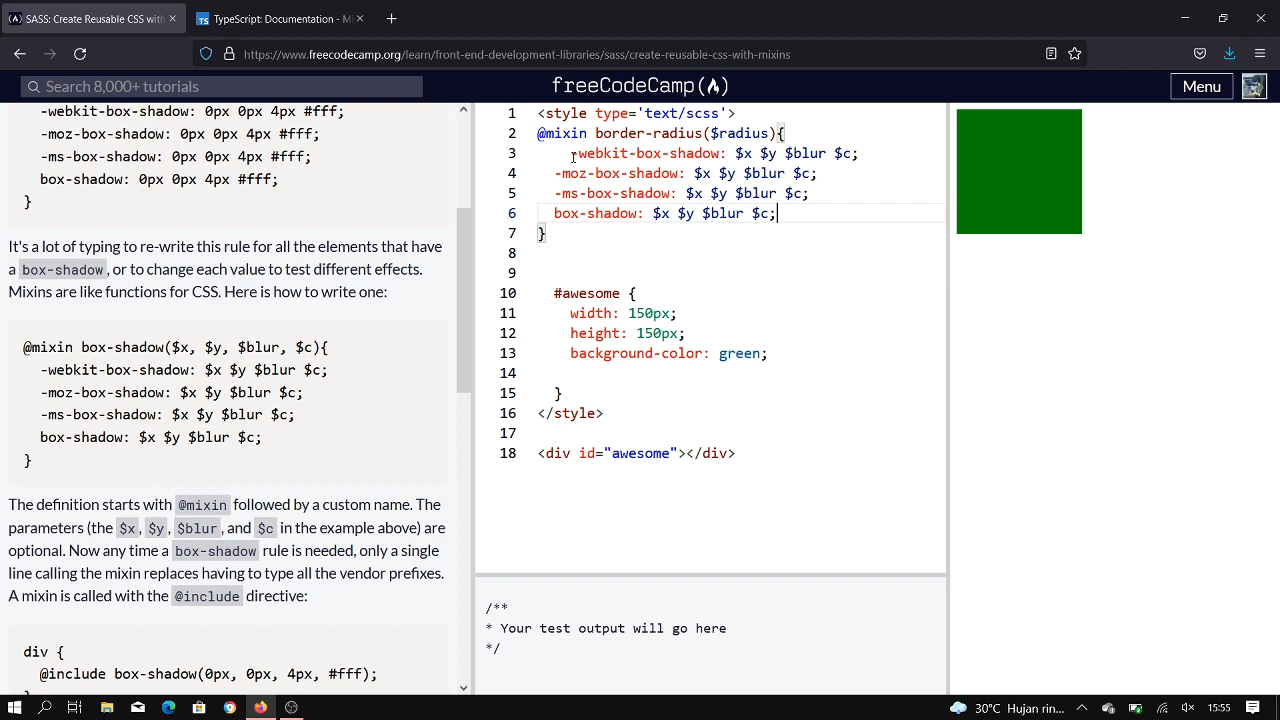 SASS: Create Reusable CSS with
TypeScript: Documentation - Mi
https://www.freecodecamp.org/learn/front-end-development-libraries/sass/create-reusable-css-with-mixins
Search 8,000+ tutorials
freeCodeCamp
Menu
-webkit-box-shadow: 0px 0px 4px #fff;
-moz-box-shadow: 0px 0px 4px #fff;
-ms-box-shadow: 0px 0px 4px #fff;
box-shadow: 0px 0px 4px #fff;
}
It's a lot of typing to re-write this rule for all the elements that have
a box-shadow, or to change each value to test different effects.
Mixins are like functions for CSS. Here is how to write one:
@mixin box-shadow($x, $y, $blur, $c){
-webkit-box-shadow: $x $y $blur $c;
-moz-box-shadow: $x $y $blur $c;
-ms-box-shadow: $x $y $blur $c;
box-shadow: $x $y $blur $c;
}
The definition starts with @mixin followed by a custom name. The
parameters (the $x, $y, $blur, and $c in the example above) are
optional. Now any time a box-shadow rule is needed, only a single
line calling the mixin replaces having to type all the vendor prefixes.
A mixin is called with the @include directive:
div {
@include box-shadow(0px, 0px, 4px, #fff);
1 <style type='text/scss'>
2 @mixin border-radius($radius){
3 -webkit-box-shadow: $x $y $blur $c;
4 -moz-box-shadow: $x $y $blur $c;
5 -ms-box-shadow: $x $y $blur $c;
6 box-shadow: $x $y $blur $c;
7 }
8
9
10 #awesome {
11 width: 150px;
12 height: 150px;
13 background-color: green;
14
15 }
16 </style>
17
18 <div id="awesome"></div>
/**
* Your test output will go here
*/
30°C Hujan rin...
15:55